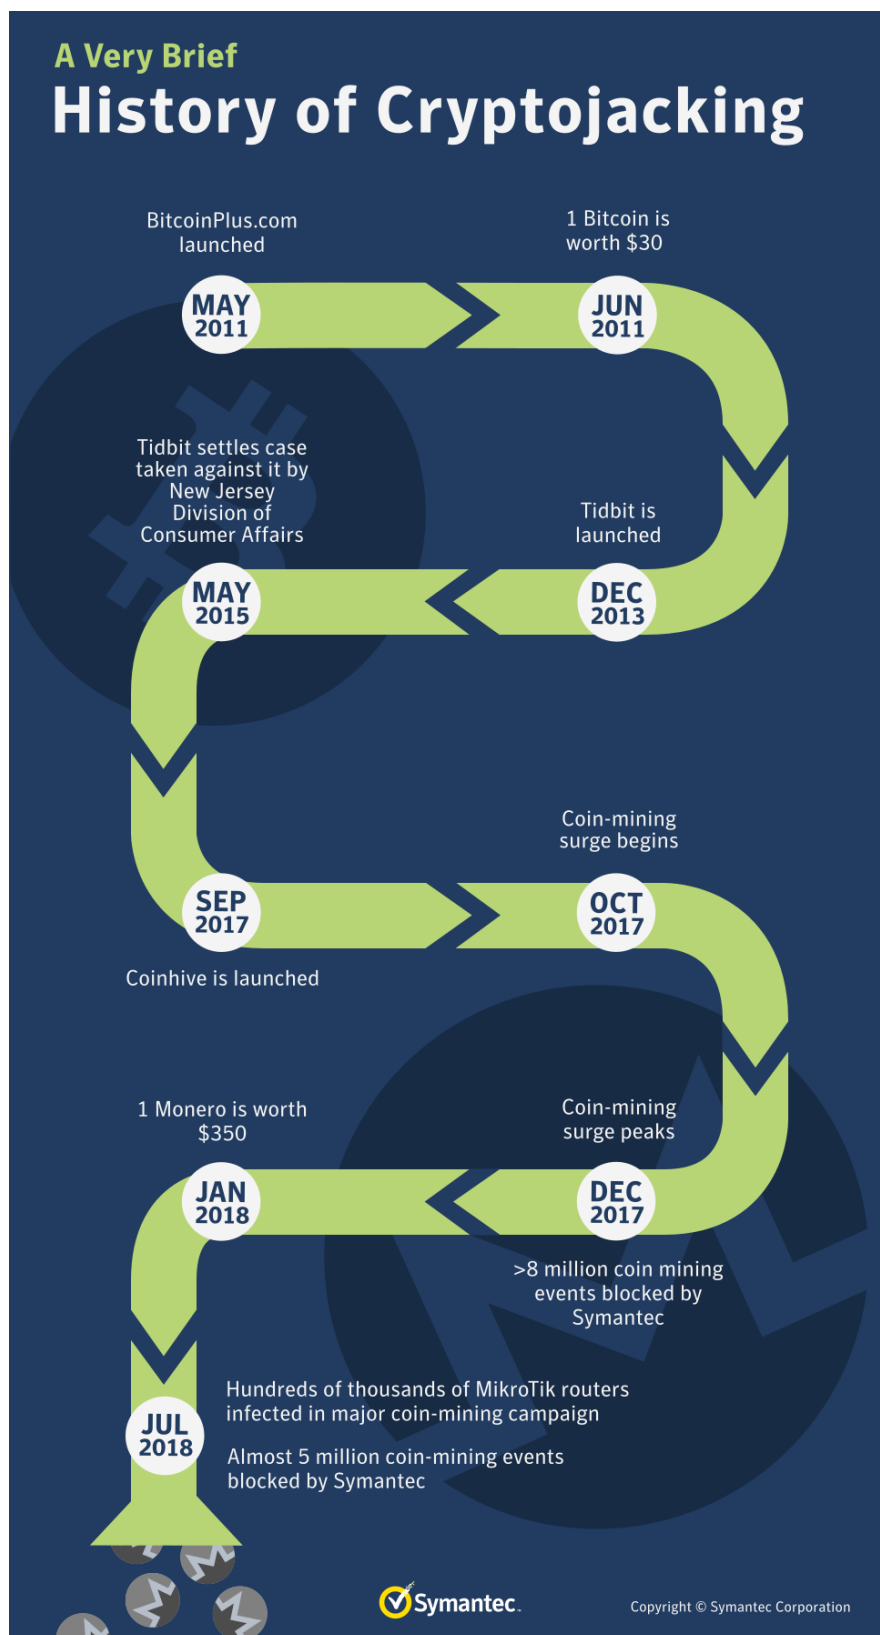 A Very Brief
History of Cryptojacking
BitcoinPlus.com
launched
MAY
2011
1 Bitcoin is
worth $30
JUN
2011
Tidbit is
launched
DEC
2013
Tidbit settles case
taken against it by
New Jersey
Division of
Consumer Affairs
MAY
2015
SEP
2017
Coinhive is launched
Coin-mining
surge begins
OCT
2017
Coin-mining
surge peaks
DEC
2017
>8 million coin mining
events blocked by
Symantec
1 Monero is worth
$350
JAN
2018
JUL
2018
Hundreds of thousands of MikroTik routers
infected in major coin-mining campaign
Almost 5 million coin-mining events
blocked by Symantec
Symantec
Copyright © Symantec Corporation